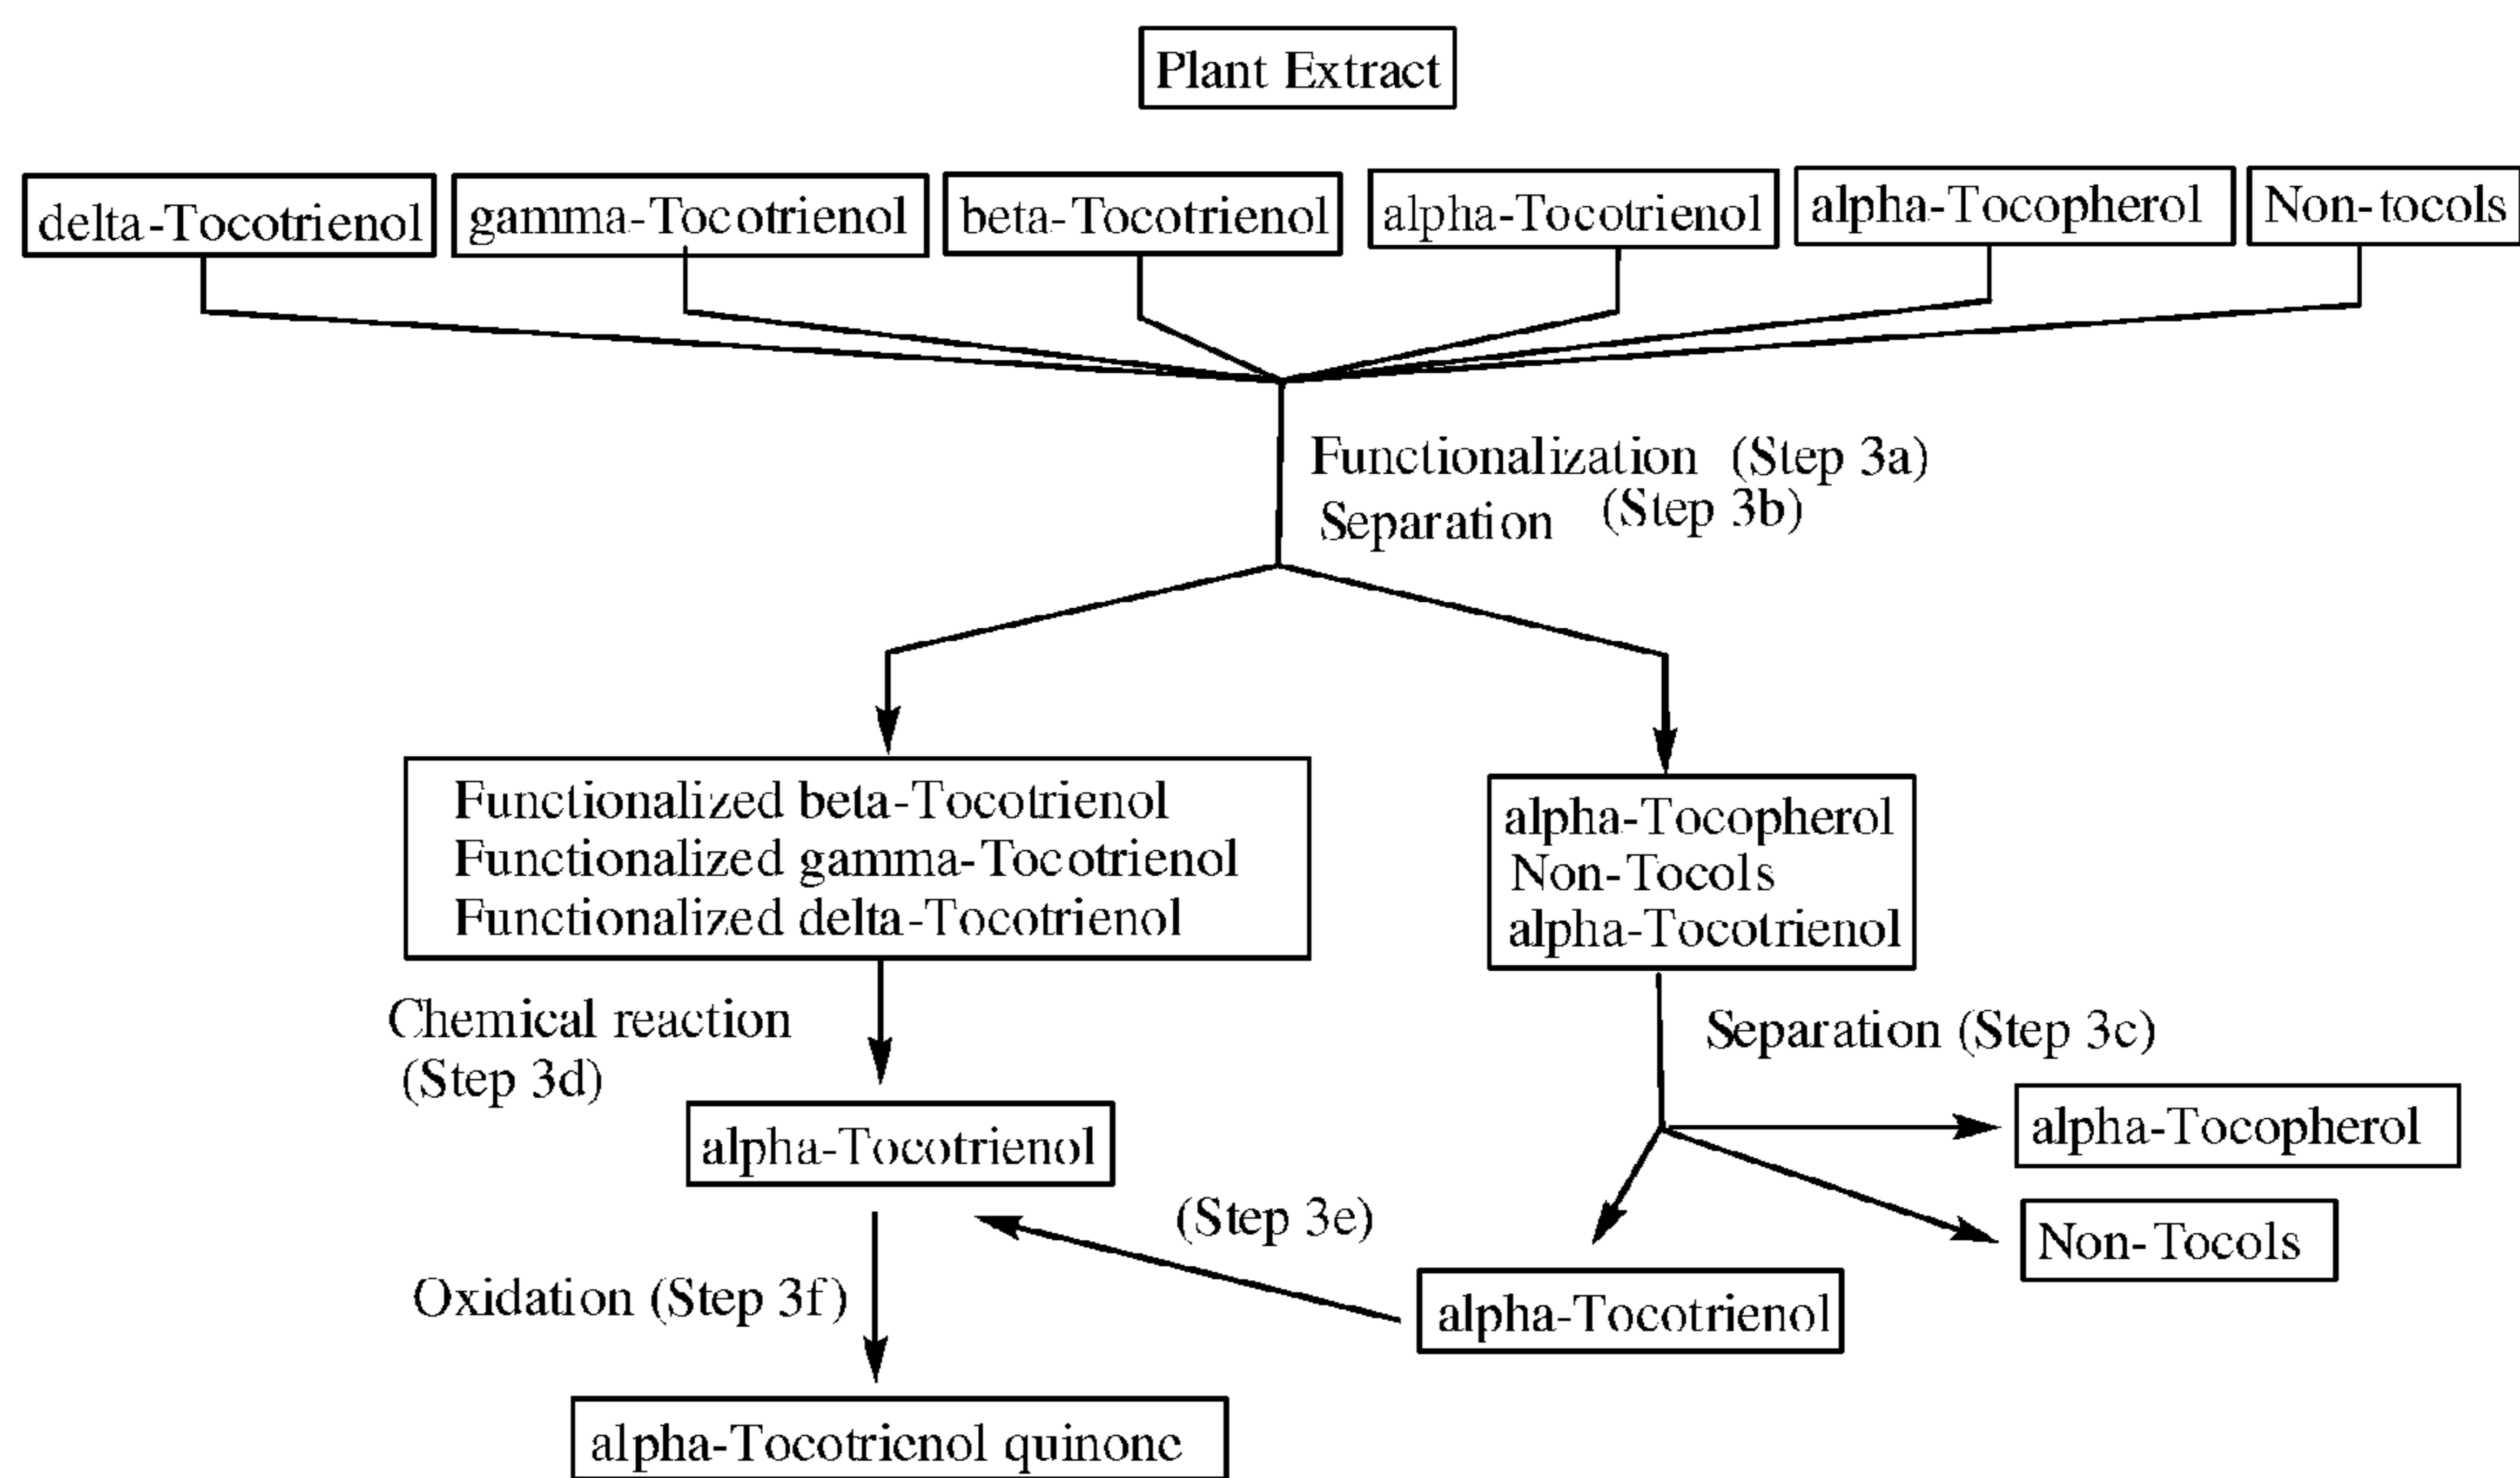 Plant Extract
delta-Tocotrienol
gamma-Tocotrienol
beta-Tocotrienol
alpha-Tocotrienol
alpha-Tocopherol
Non-tocols
Functionalization (Step 3a)
Separation (Step 3b)
Functionalized beta-Tocotrienol
Functionalized gamma-Tocotrienol
Functionalized delta-Tocotrienol
alpha-Tocopherol
Non-Tocols
alpha-Tocotrienol
Chemical reaction
(Step 3d)
Separation (Step 3c)
alpha-Tocopherol
alpha-Tocotrienol
(Step 3e)
Non-Tocols
Oxidation (Step 3f)
alpha-Tocotrienol
alpha-Tocotrienol quinone